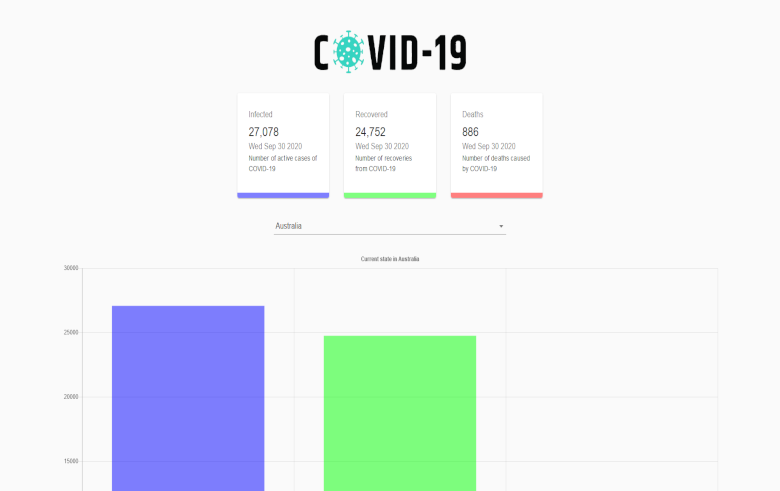 COVID-19
Infected
27,078
Wed Sep 30 2020
Number of active cases of
COVID-19
Recovered
24,752
Wed Sep 30 2020
Number of recoveries
from COVID-19
Deaths
886
Wed Sep 30 2020
Number of deaths caused
by COVID-19
Australia
Current state in Australia
30000
25000
20000
15000